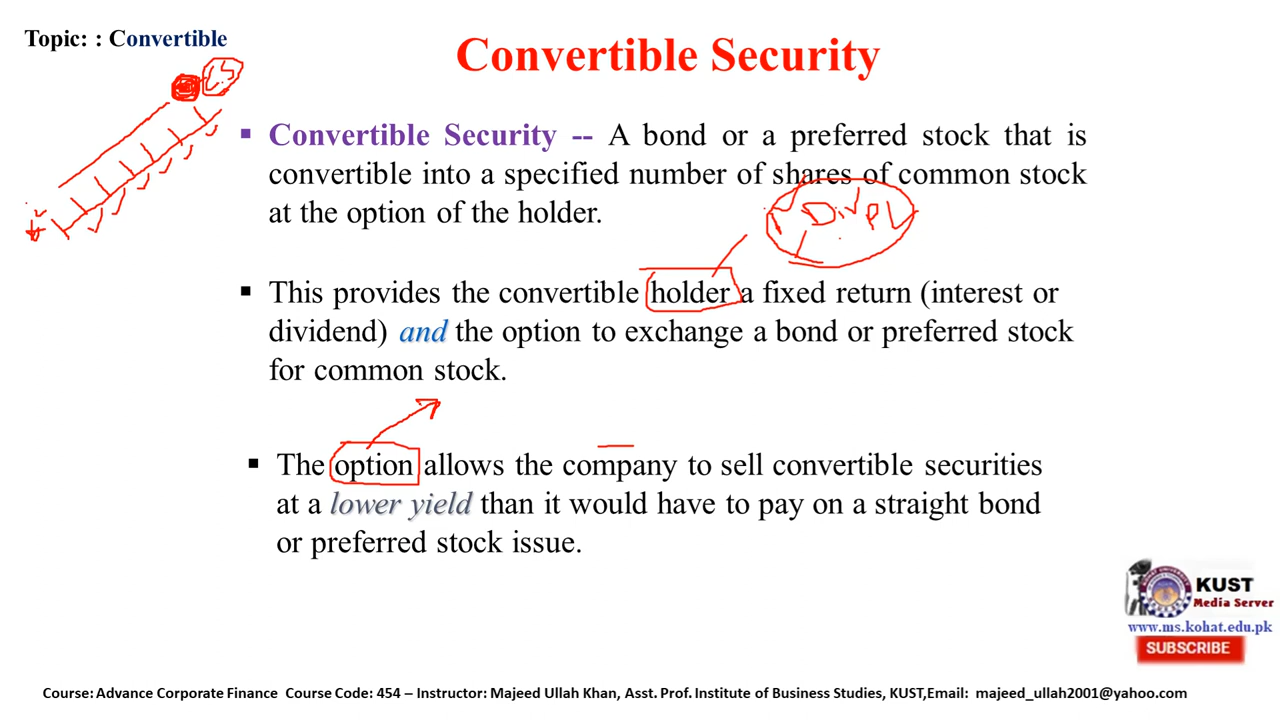 Topic: : Convertible
Convertible Security
CS
▪ Convertible Security -- A bond or a preferred stock that is
convertible into a specified number of shares of common stock
at the option of the holder.
Div
▪ This provides the convertible holder a fixed return (interest or
dividend) and the option to exchange a bond or preferred stock
for common stock.
▪ The option allows the company to sell convertible securities
at a lower yield than it would have to pay on a straight bond
or preferred stock issue.
KUST
Media Server
www.ms.kohat.edu.pk
SUBSCRIBE
Course: Advance Corporate Finance Course Code: 454 – Instructor: Majeed Ullah Khan, Asst. Prof. Institute of Business Studies, KUST,Email: majeed_ullah2001@yahoo.com